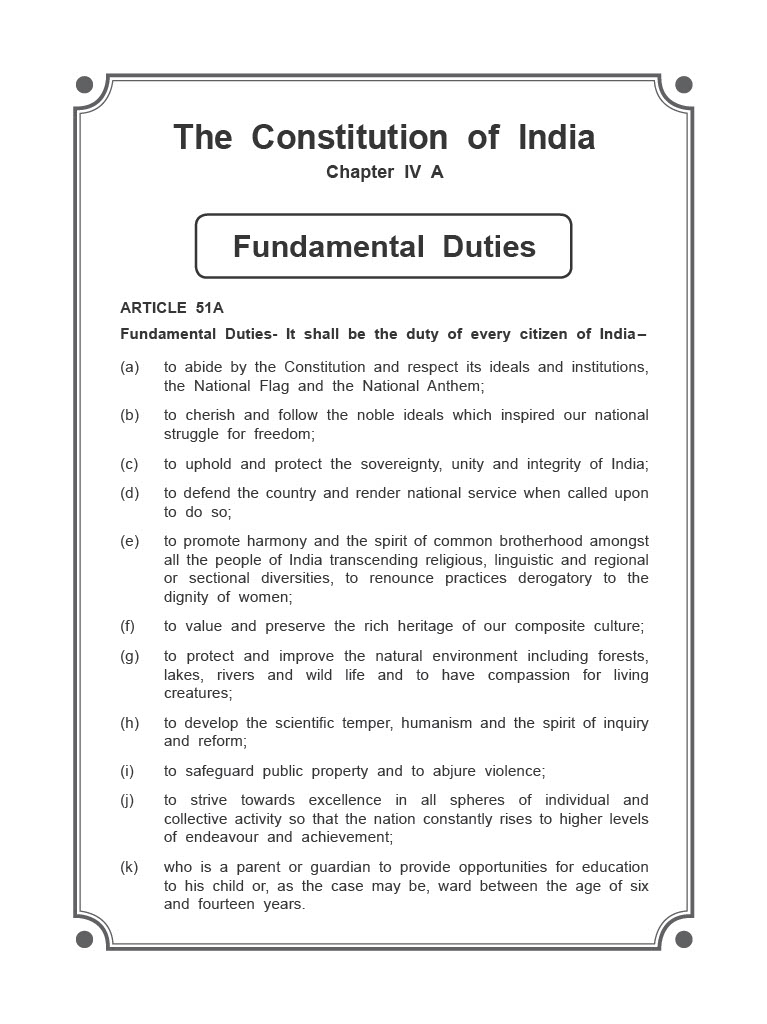 The Constitution of India
Chapter IV A
Fundamental Duties
ARTICLE 51A
Fundamental Duties- It shall be the duty of every citizen of India–
(a) to abide by the Constitution and respect its ideals and institutions,
the National Flag and the National Anthem;
(b) to cherish and follow the noble ideals which inspired our national
struggle for freedom;
(c) to uphold and protect the sovereignty, unity and integrity of India;
(d) to defend the country and render national service when called upon
to do so;
(e) to promote harmony and the spirit of common brotherhood amongst
all the people of India transcending religious, linguistic and regional
or sectional diversities, to renounce practices derogatory to the
dignity of women;
(f) to value and preserve the rich heritage of our composite culture;
(g) to protect and improve the natural environment including forests,
lakes, rivers and wild life and to have compassion for living
creatures;
(h) to develop the scientific temper, humanism and the spirit of inquiry
and reform;
(i) to safeguard public property and to abjure violence;
(j) to strive towards excellence in all spheres of individual and
collective activity so that the nation constantly rises to higher levels
of endeavour and achievement;
(k) who is a parent or guardian to provide opportunities for education
to his child or, as the case may be, ward between the age of six
and fourteen years.